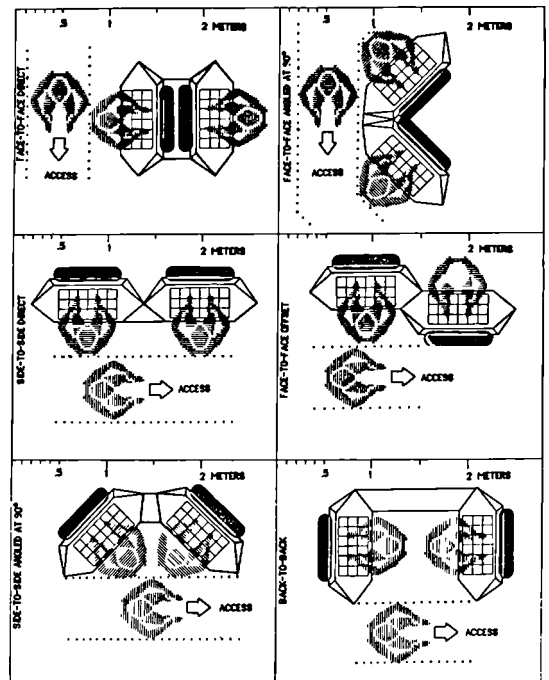 .5 1 2 METERS
FACE-TO-FACE DIRECT
ACCESS
.5 1 2 METERS
FACE-TO-FACE ANGLED AT 90°
ACCESS
.5 1 2 METERS
SIDE-TO-SIDE DIRECT
ACCESS
.5 1 2 METERS
FACE-TO-FACE OFFSET
ACCESS
.5 1 2 METERS
SIDE-TO-SIDE ANGLED AT 90°
ACCESS
.5 1 2 METERS
BACK-TO-BACK
ACCESS